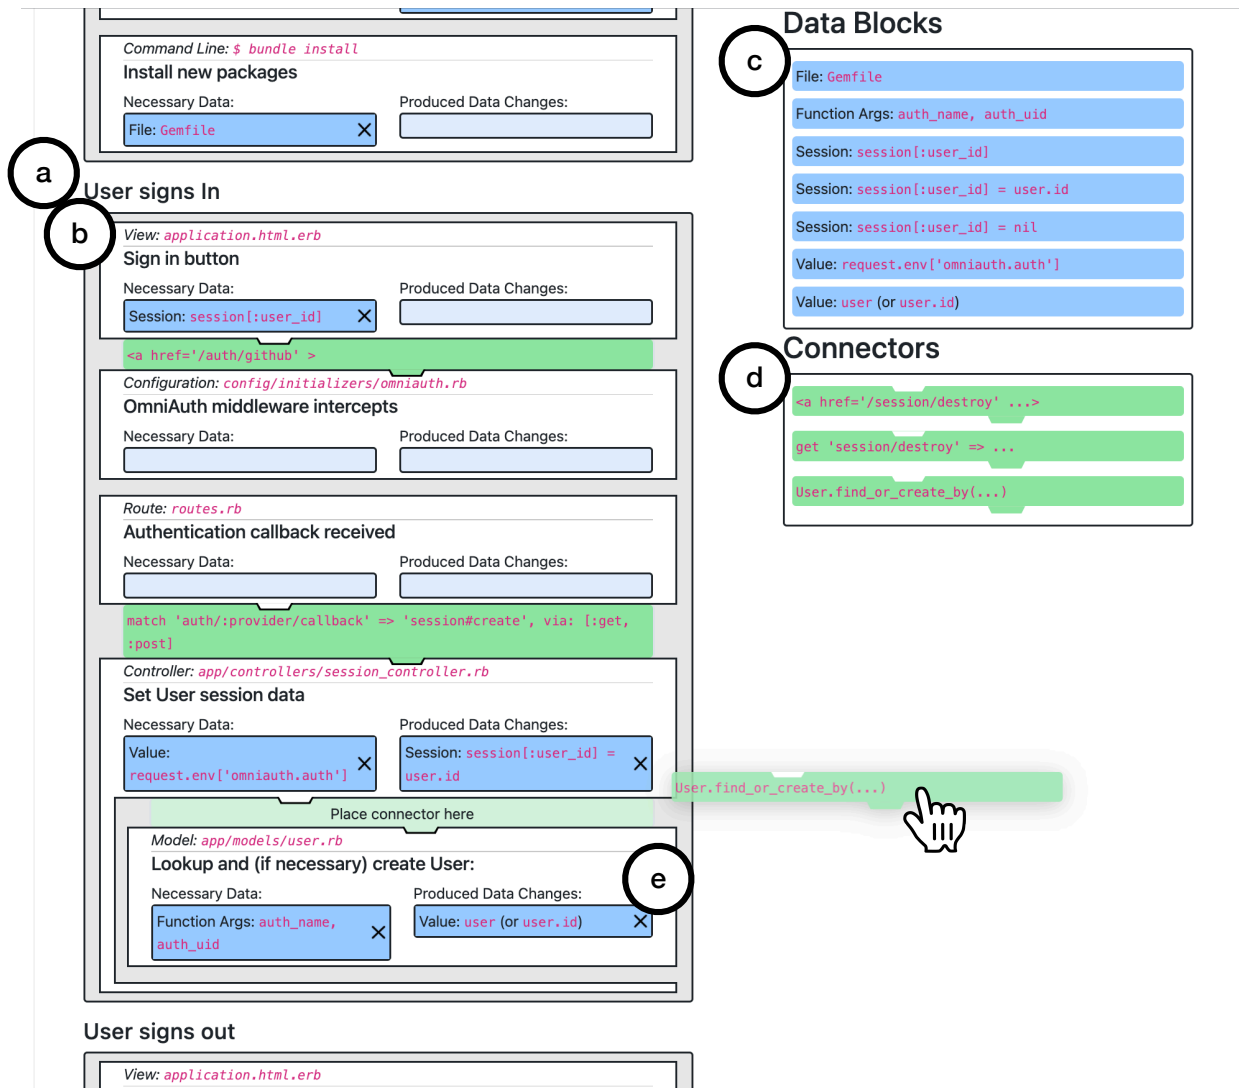 Command Line: $ bundle install
Install new packages
Necessary Data:
Produced Data Changes:
File: Gemfile
a
User signs In
b
View: application.html.erb
Sign in button
Necessary Data:
Produced Data Changes:
Session: session[:user_id]
<a href='/auth/github' >
Configuration: config/initializers/omniauth.rb
OmniAuth middleware intercepts
Necessary Data:
Produced Data Changes:
Route: routes.rb
Authentication callback received
Necessary Data:
Produced Data Changes:
match 'auth/:provider/callback' => 'session#create', via: [:get,
:post]
Controller: app/controllers/session_controller.rb
Set User session data
Necessary Data:
Produced Data Changes:
Value:
request.env['omniauth.auth']
Session: session[:user_id] =
user.id
Place connector here
Model: app/models/user.rb
Lookup and (if necessary) create User:
e
Necessary Data:
Produced Data Changes:
Function Args: auth_name,
auth_uid
Value: user (or user.id)
User signs out
View: application.html.erb
Data Blocks
c
File: Gemfile
Function Args: auth_name, auth_uid
Session: session[:user_id]
Session: session[:user_id] = user.id
Session: session[:user_id] = nil
Value: request.env['omniauth.auth']
Value: user (or user.id)
Connectors
d
<a href='/session/destroy' ...>
get 'session/destroy' => ...
User.find_or_create_by(...)
User.find_or_create_by(...)